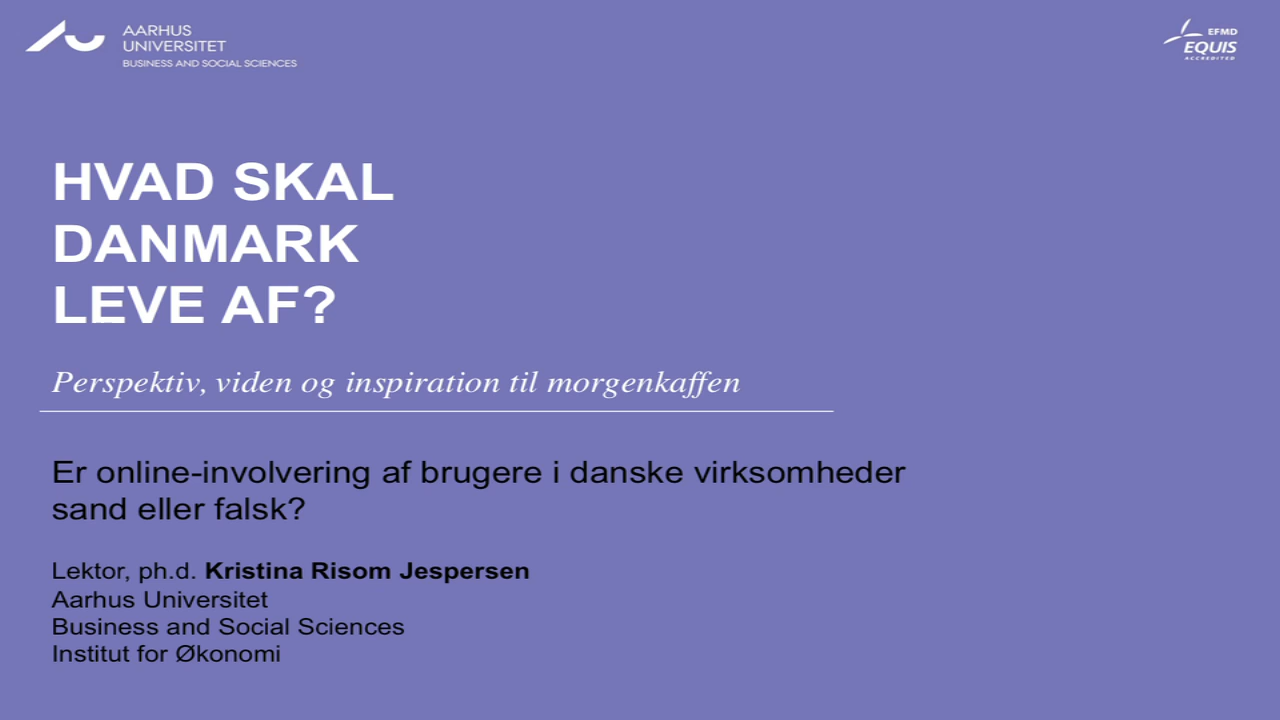 AARHUS
UNIVERSITET
BUSINESS AND SOCIAL SCIENCES
EFMD
EQUIS
ACCREDITED
HVAD SKAL
DANMARK
LEVE AF?
Perspektiv, viden og inspiration til morgenkaffen
Er online-involvering af brugere i danske virksomheder
sand eller falsk?
Lektor, ph.d. Kristina Risom Jespersen
Aarhus Universitet
Business and Social Sciences
Institut for Økonomi